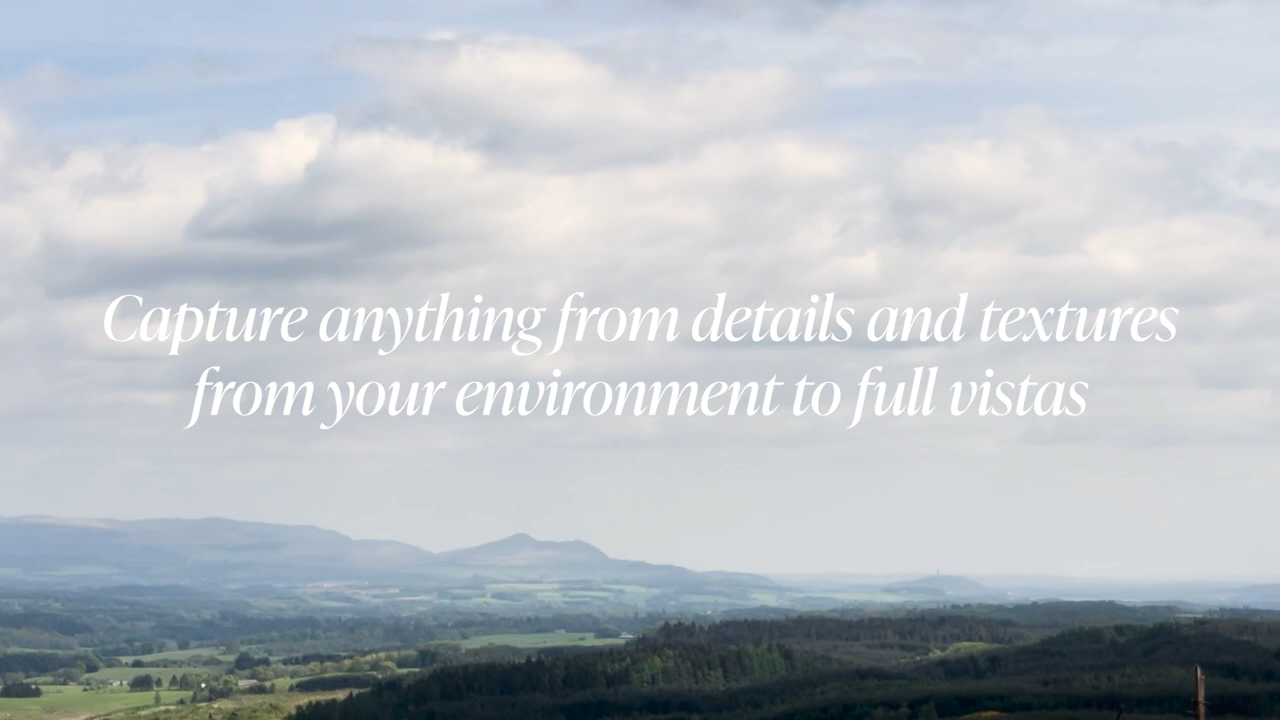 Capture anything from details and textures
from your environment to full vistas